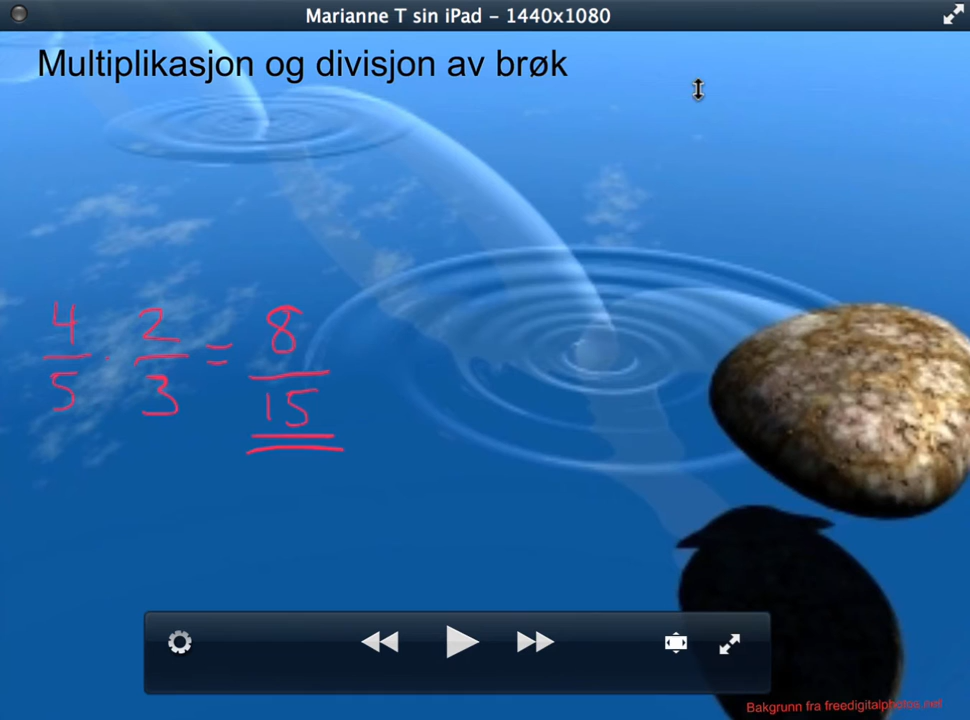 Marianne T sin iPad – 1440x1080
Multiplikasjon og divisjon av brøk
4/5 · 2/3 = 8/15
Bakgrunn fra freedigitalphotos.net